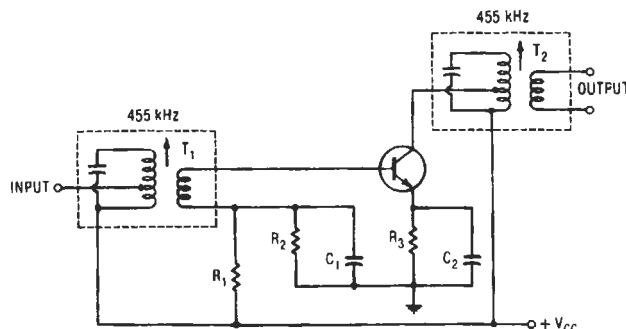 455 kHz
T2
OUTPUT
455 kHz
T1
INPUT
R2
C1
R3
C2
R1
+ VCC